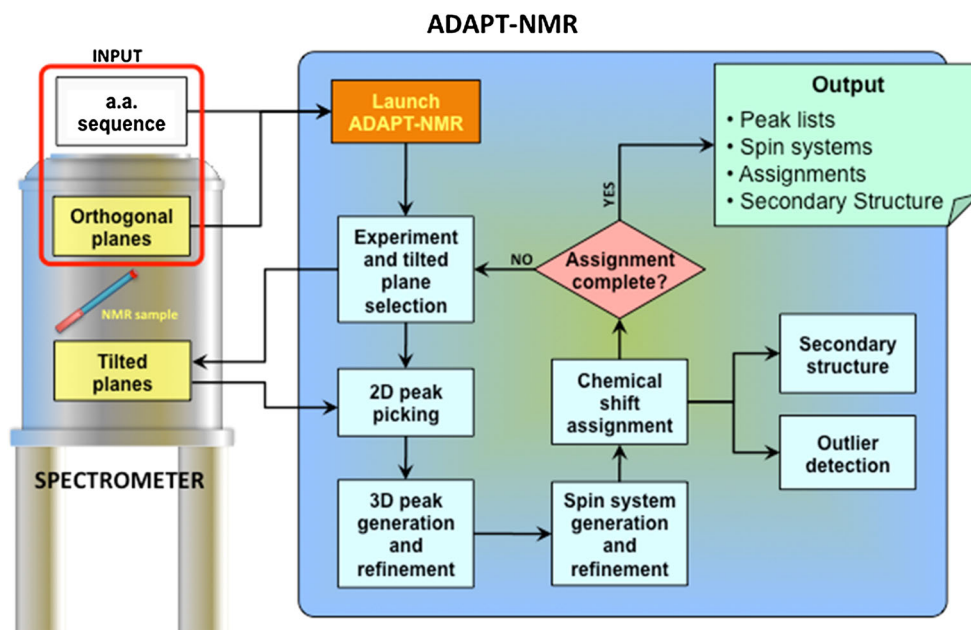 ADAPT-NMR
INPUT
a.a.
sequence
Orthogonal
planes
NMR sample
Tilted
planes
SPECTROMETER
Launch
ADAPT-NMR
Experiment
and tilted
plane
selection
2D peak
picking
3D peak
generation
and
refinement
Spin system
generation
and
refinement
Chemical
shift
assignment
Assignment
complete?
NO
YES
Secondary
structure
Outlier
detection
Output
• Peak lists
• Spin systems
• Assignments
• Secondary Structure